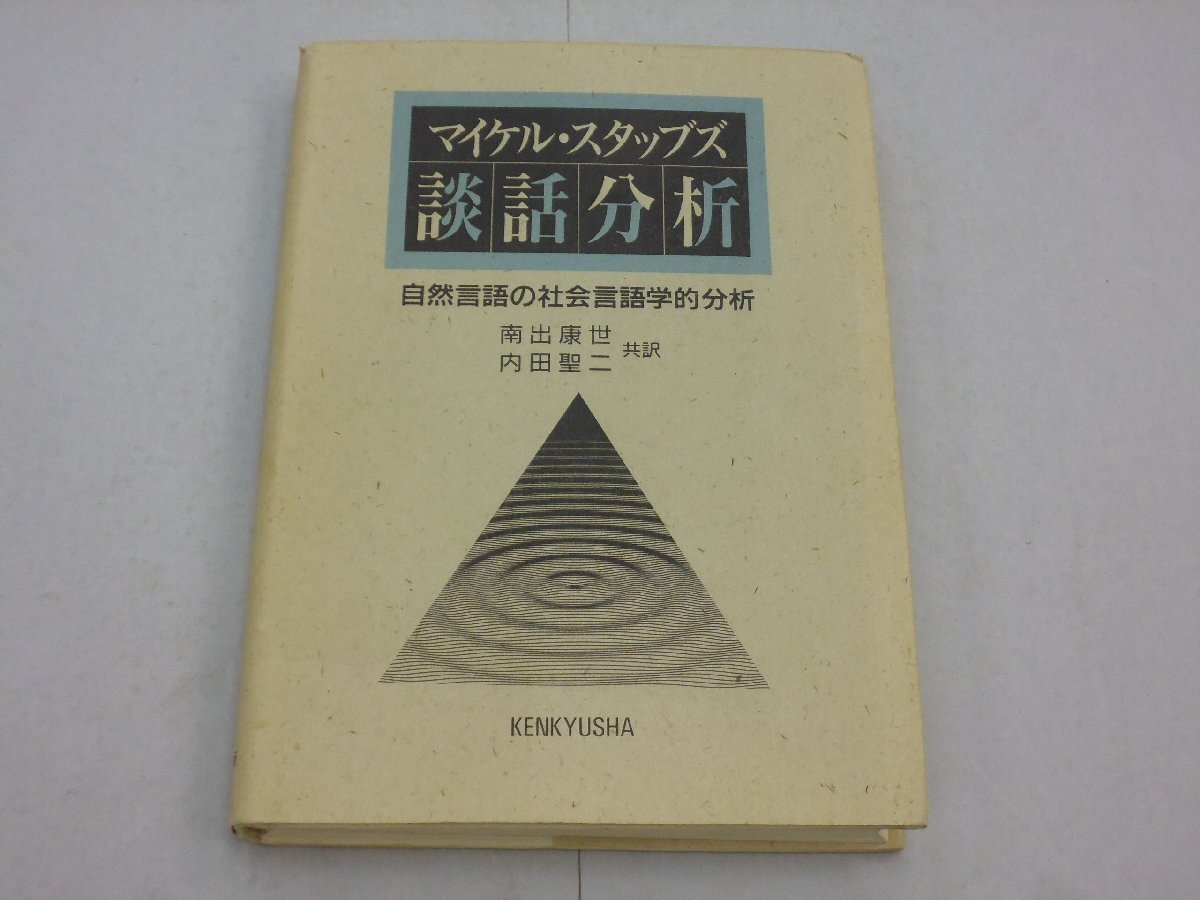 マイケル・スタッブズ
談話分析
自然言語の社会言語学的分析
南出康世
内田聖二
共訳
KENKYUSHA